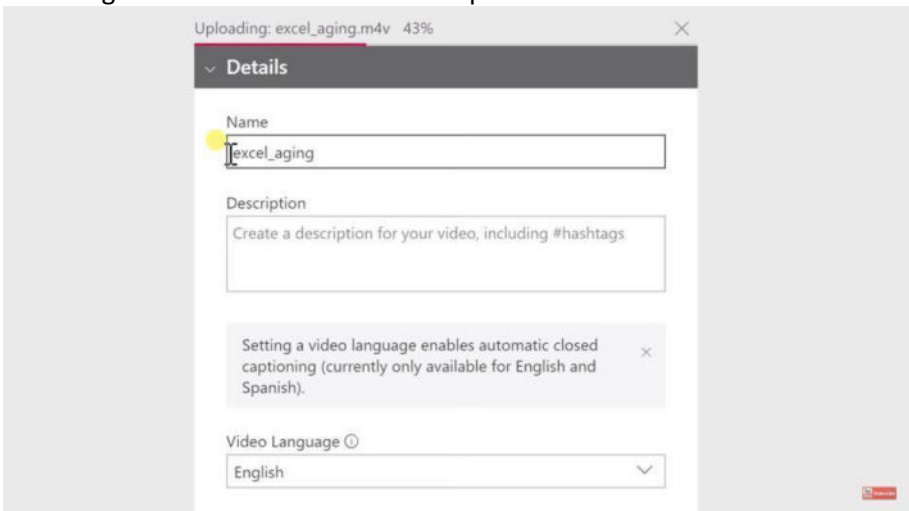 Uploading: excel_aging.m4v 43%
Details
Name
excel_aging
Description
Create a description for your video, including #hashtags
Setting a video language enables automatic closed
captioning (currently only available for English and
Spanish).
Video Language
English